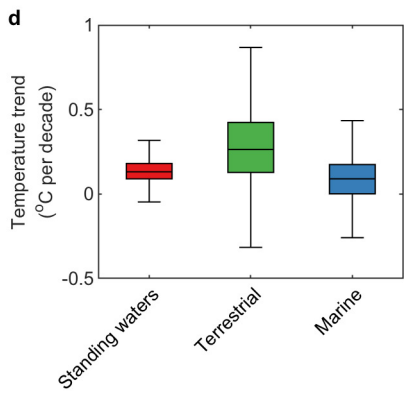 d
Temperature trend
(°C per decade)
1
0.5
0
-0.5
Standing waters
Terrestrial
Marine